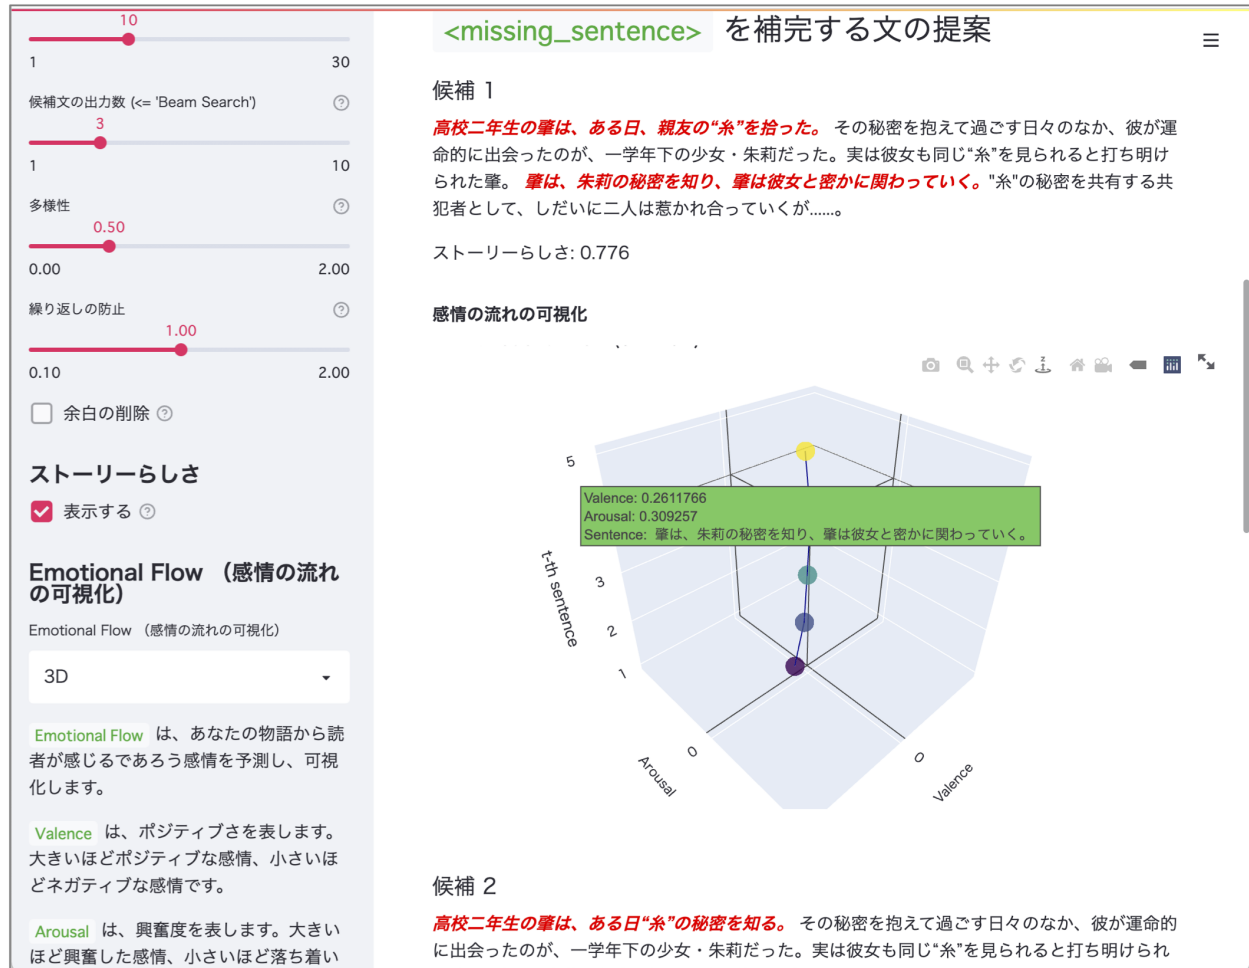 10
1 30
候補文の出力数 (<= 'Beam Search')
3
1 10
多様性
0.50
0.00 2.00
繰り返しの防止
1.00
0.10 2.00
余白の削除
ストーリーらしさ
表示する
Emotional Flow （感情の流れ
の可視化）
Emotional Flow （感情の流れの可視化）
3D
Emotional Flow は、あなたの物語から読
者が感じるであろう感情を予測し、可視
化します。
Valence は、ポジティブさを表します。
大きいほどポジティブな感情、小さいほ
どネガティブな感情です。
Arousal は、興奮度を表します。大きい
ほど興奮した感情、小さいほど落ち着い
<missing_sentence> を補完する文の提案
候補 1
高校二年生の肇は、ある日、親友の“糸”を拾った。 その秘密を抱えて過ごす日々のなか、彼が運
命的に出会ったのが、一学年下の少女・朱莉だった。実は彼女も同じ“糸”を見られると打ち明け
られた肇。 肇は、朱莉の秘密を知り、肇は彼女と密かに関わっていく。"糸"の秘密を共有する共
犯者として、しだいに二人は惹かれ合っていくが......。
ストーリーらしさ: 0.776
感情の流れの可視化
5
Valence: 0.2611766
Arousal: 0.309257
Sentence: 肇は、朱莉の秘密を知り、肇は彼女と密かに関わっていく。
t-th sentence
3
2
1
0
0
Arousal
Valence
候補 2
高校二年生の肇は、ある日“糸”の秘密を知る。 その秘密を抱えて過ごす日々のなか、彼が運命的
に出会ったのが、一学年下の少女・朱莉だった。実は彼女も同じ“糸”を見られると打ち明けられ